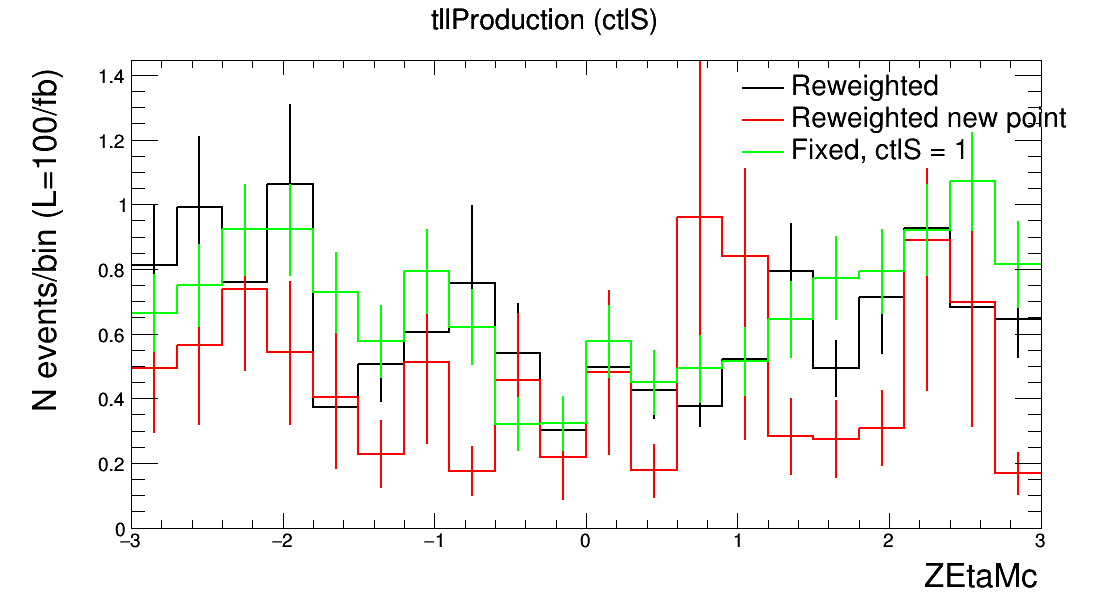 tllProduction (ctlS)
N events/bin (L=100/fb)
Reweighted
Reweighted new point
Fixed, ctlS = 1
1.4
1.2
1
0.8
0.6
0.4
0.2
0
−3 −2 −1 0 1 2 3
ZEtaMc